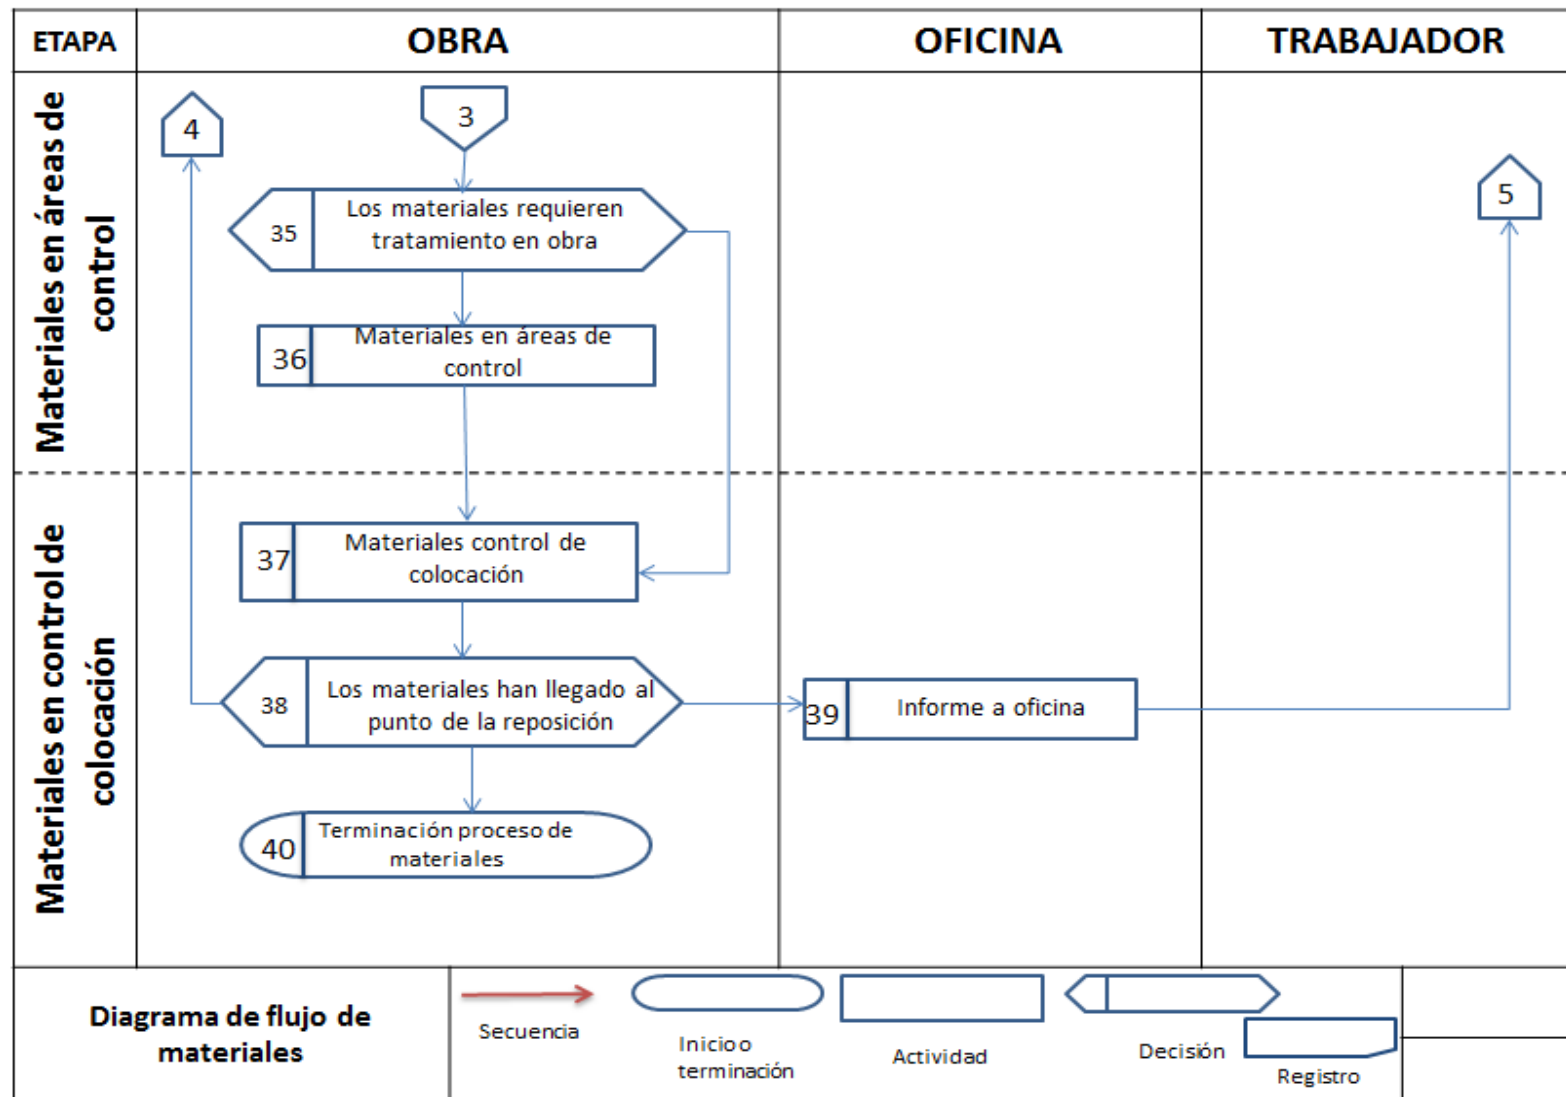 ETAPA
OBRA
OFICINA
TRABAJADOR
Materiales en áreas de
control
4
3
35
Los materiales requieren
tratamiento en obra
36
Materiales en áreas de
control
5
Materiales en control de
colocación
37
Materiales control de
colocación
38
Los materiales han llegado al
punto de la reposición
39
Informe a oficina
40
Terminación proceso de
materiales
Diagrama de flujo de
materiales
Secuencia
Inicio o
terminación
Actividad
Decisión
Registro